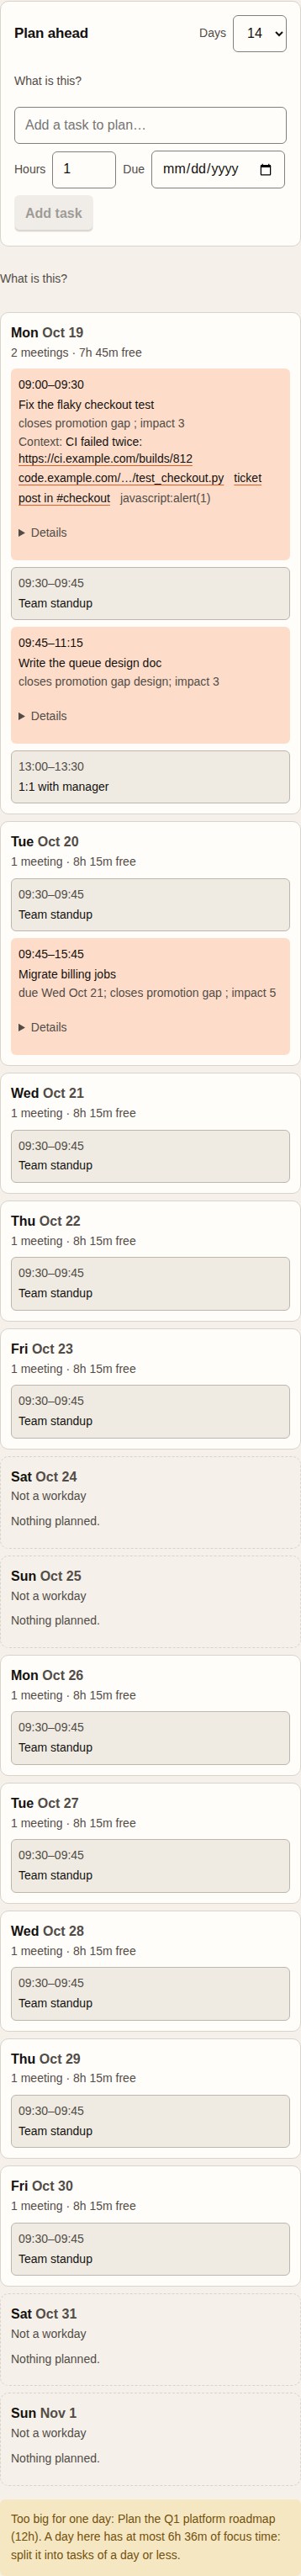 Plan ahead
Days 14
What is this?
Add a task to plan…
Hours 1 Due mm/dd/yyyy
Add task
What is this?
Mon Oct 19
2 meetings · 7h 45m free
09:00–09:30
Fix the flaky checkout test
closes promotion gap ; impact 3
Context: CI failed twice:
https://ci.example.com/builds/812
code.example.com/…/test_checkout.py ticket
post in #checkout javascript:alert(1)
Details
09:30–09:45
Team standup
09:45–11:15
Write the queue design doc
closes promotion gap design; impact 3
Details
13:00–13:30
1:1 with manager
Tue Oct 20
1 meeting · 8h 15m free
09:30–09:45
Team standup
09:45–15:45
Migrate billing jobs
due Wed Oct 21; closes promotion gap ; impact 5
Details
Wed Oct 21
1 meeting · 8h 15m free
09:30–09:45
Team standup
Thu Oct 22
1 meeting · 8h 15m free
09:30–09:45
Team standup
Fri Oct 23
1 meeting · 8h 15m free
09:30–09:45
Team standup
Sat Oct 24
Not a workday
Nothing planned.
Sun Oct 25
Not a workday
Nothing planned.
Mon Oct 26
1 meeting · 8h 15m free
09:30–09:45
Team standup
Tue Oct 27
1 meeting · 8h 15m free
09:30–09:45
Team standup
Wed Oct 28
1 meeting · 8h 15m free
09:30–09:45
Team standup
Thu Oct 29
1 meeting · 8h 15m free
09:30–09:45
Team standup
Fri Oct 30
1 meeting · 8h 15m free
09:30–09:45
Team standup
Sat Oct 31
Not a workday
Nothing planned.
Sun Nov 1
Not a workday
Nothing planned.
Too big for one day: Plan the Q1 platform roadmap
(12h). A day here has at most 6h 36m of focus time:
split it into tasks of a day or less.